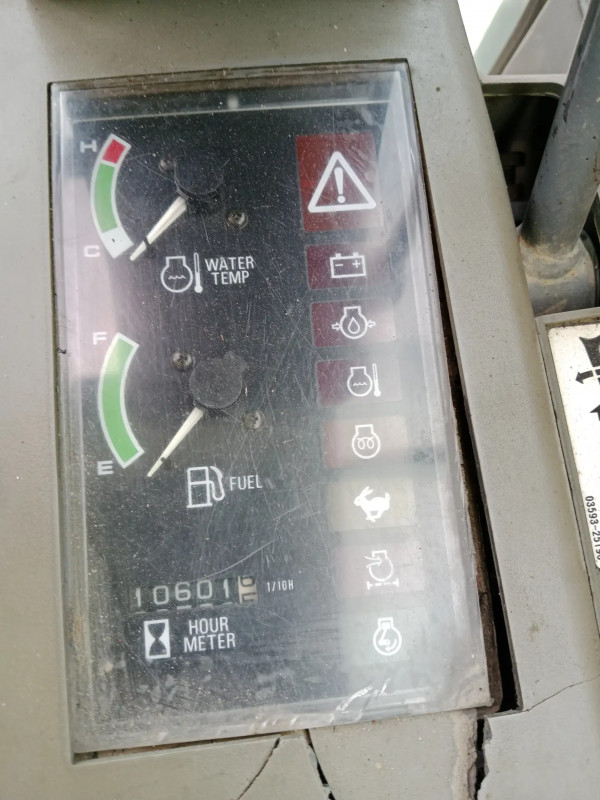 H
C
WATER
TEMP
F
E
FUEL
10601
1/10H
HOUR
METER